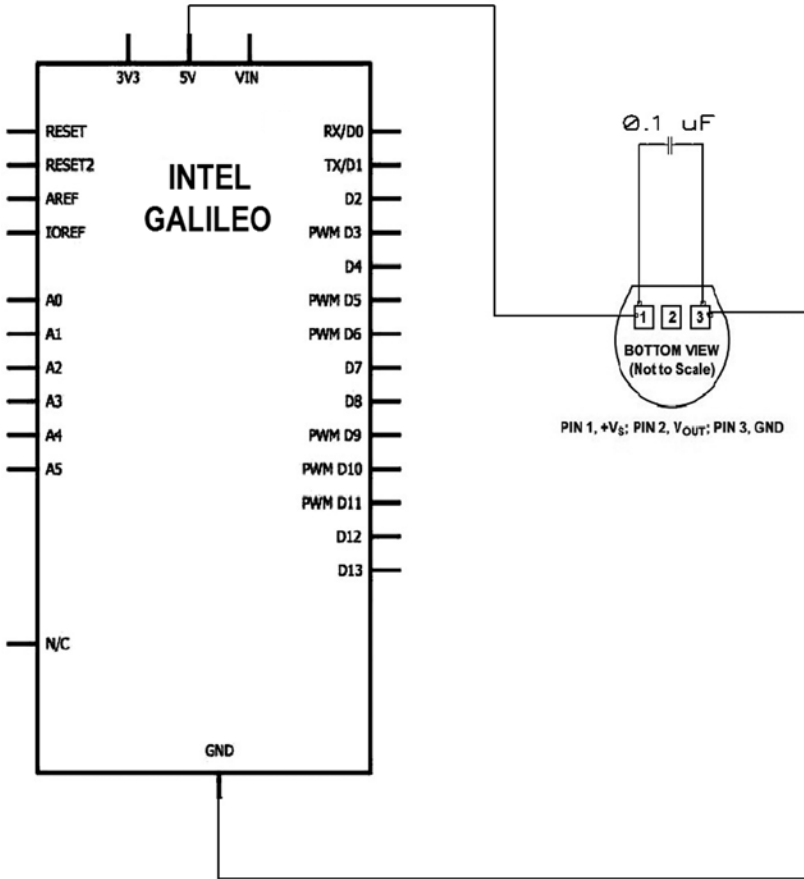 3V3 5V VIN
RESET
RESET2
AREF
IOREF
A0
A1
A2
A3
A4
A5
N/C
INTEL
GALILEO
RX/D0
TX/D1
D2
PWM D3
D4
PWM D5
PWM D6
D7
D8
PWM D9
PWM D10
PWM D11
D12
D13
GND
0.1 uF
1 2 3
BOTTOM VIEW
(Not to Scale)
PIN 1, +VS; PIN 2, VOUT; PIN 3, GND